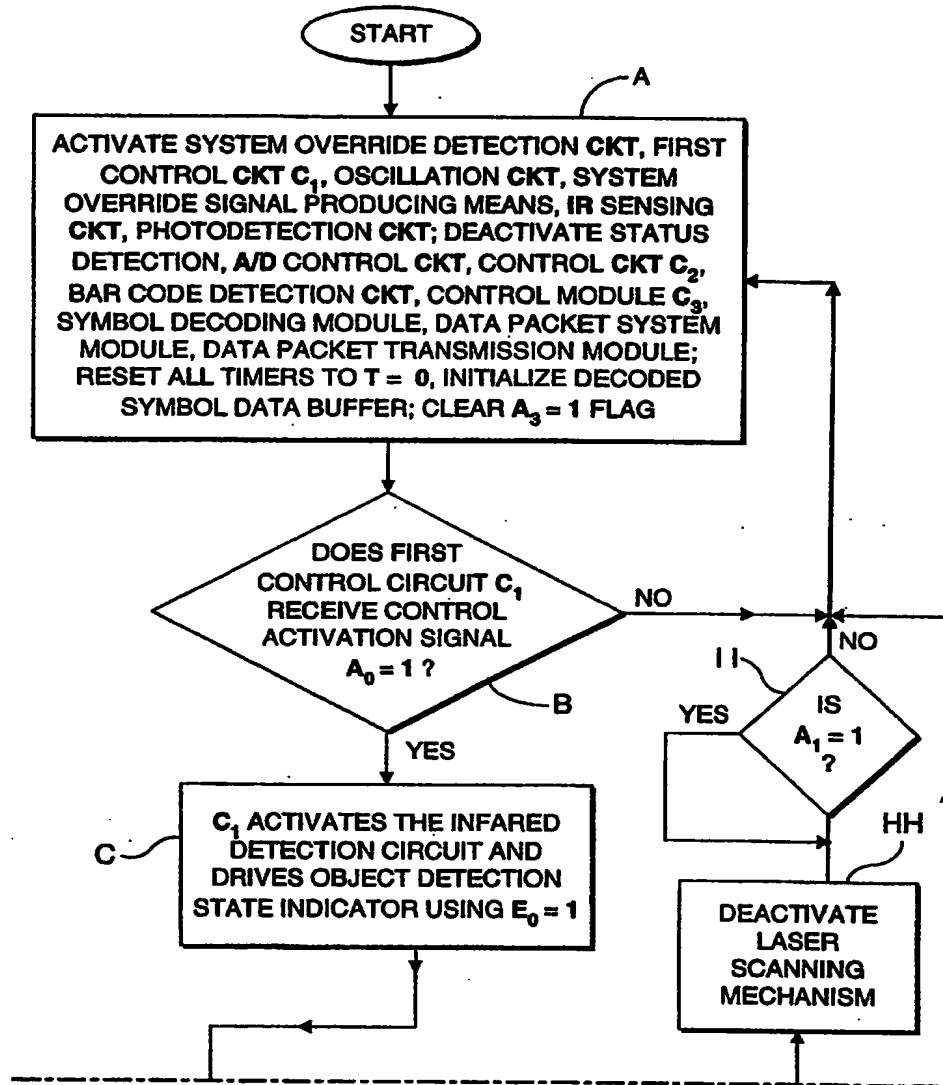 START
A
ACTIVATE SYSTEM OVERRIDE DETECTION CKT, FIRST
CONTROL CKT C₁, OSCILLATION CKT, SYSTEM
OVERRIDE SIGNAL PRODUCING MEANS, IR SENSING
CKT, PHOTODETECTION CKT; DEACTIVATE STATUS
DETECTION, A/D CONTROL CKT, CONTROL CKT C₂,
BAR CODE DETECTION CKT, CONTROL MODULE C₃,
SYMBOL DECODING MODULE, DATA PACKET SYSTEM
MODULE, DATA PACKET TRANSMISSION MODULE;
RESET ALL TIMERS TO T = 0, INITIALIZE DECODED
SYMBOL DATA BUFFER; CLEAR A₃ = 1 FLAG
DOES FIRST
CONTROL CIRCUIT C₁
RECEIVE CONTROL
ACTIVATION SIGNAL
A₀ = 1 ?
NO
B
YES
NO
II
YES
IS
A₁ = 1
?
C
C₁ ACTIVATES THE INFARED
DETECTION CIRCUIT AND
DRIVES OBJECT DETECTION
STATE INDICATOR USING E₀ = 1
HH
DEACTIVATE
LASER
SCANNING
MECHANISM